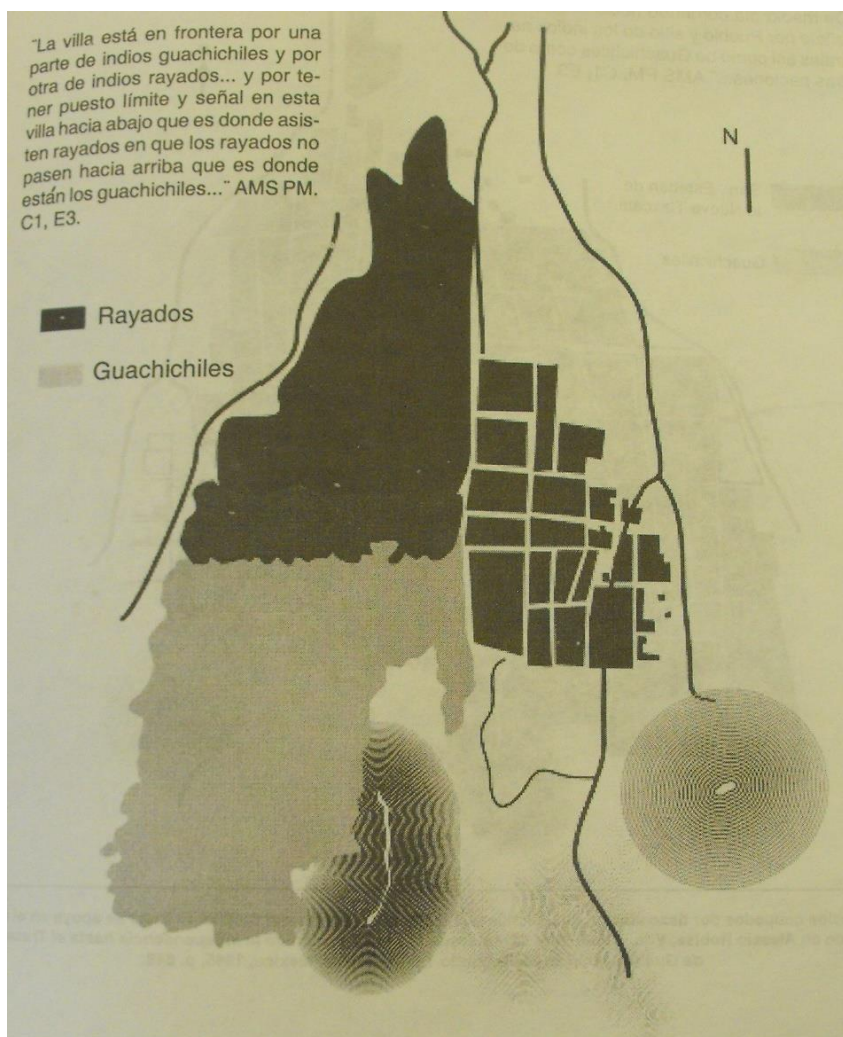 ¨La villa está en frontera por una
parte de indios guachichiles y por
otra de indios rayados... y por te-
ner puesto límite y señal en esta
villa hacia abajo que es donde asis-
ten rayados en que los rayados no
pasen hacia arriba que es donde
están los guachichiles...¨ AMS PM.
C1, E3.
N
Rayados
Guachichiles